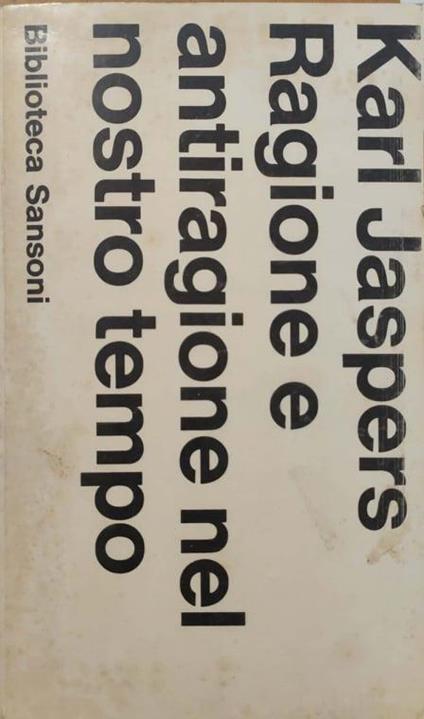 Karl Jaspers
Ragione e
antiragione nel
nostro tempo
Biblioteca Sansoni